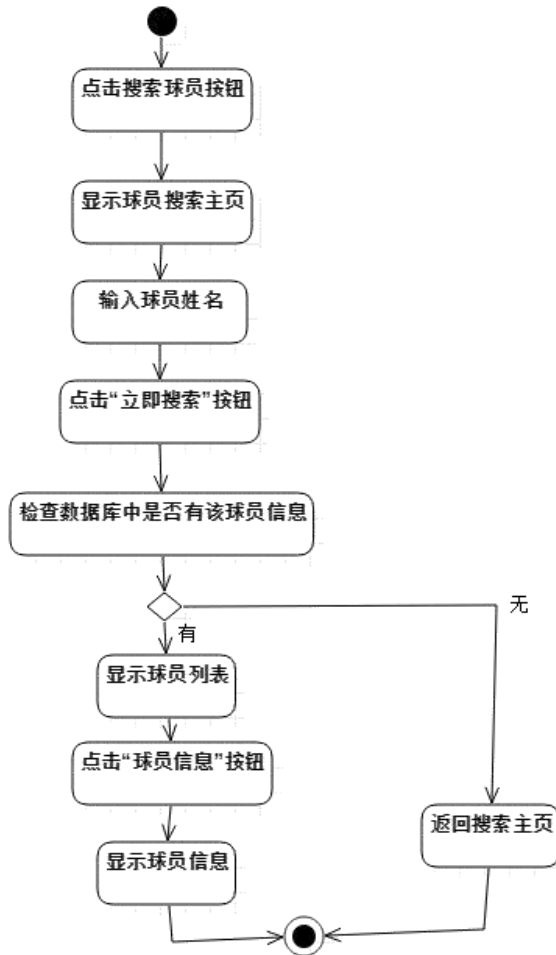 点击搜索球员按钮
显示球员搜索主页
输入球员姓名
点击“立即搜索”按钮
检查数据库中是否有该球员信息
无
有
显示球员列表
点击“球员信息”按钮
返回搜索主页
显示球员信息